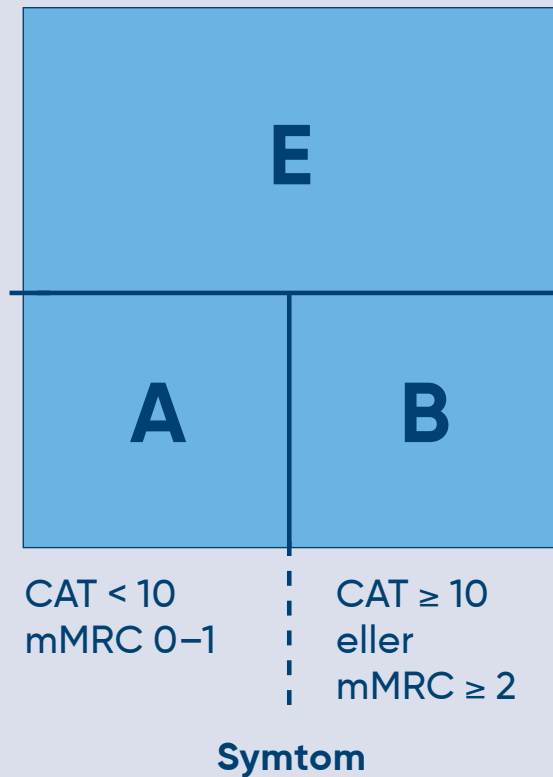 E
A
B
CAT < 10
mMRC 0–1
CAT ≥ 10
eller
mMRC ≥ 2
Symtom